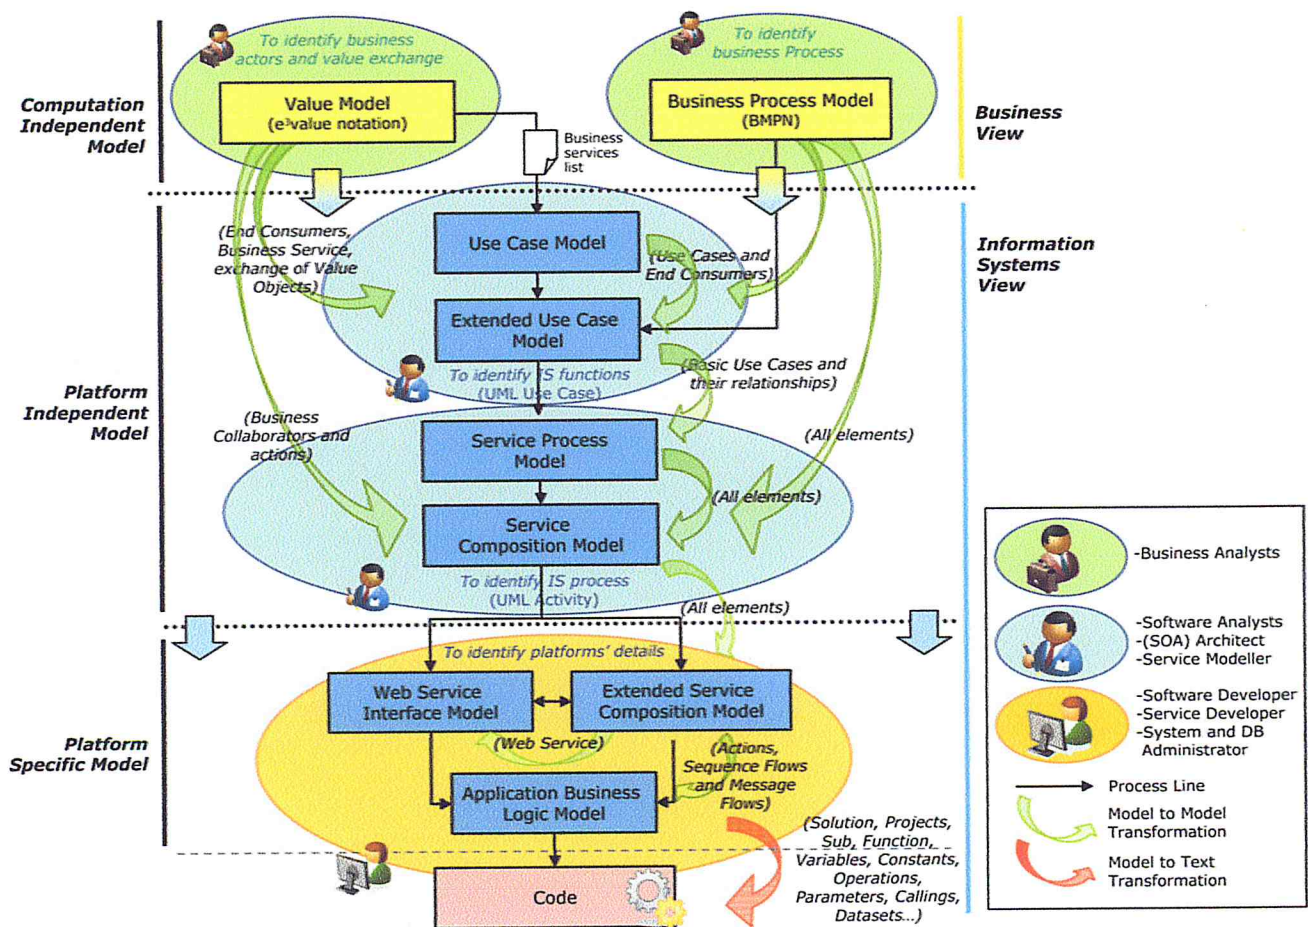 To identify business
actors and value exchange
To identify
business Process
Computation
Independent
Model
Value Model
(e³value notation)
Business Process Model
(BMPN)
Business
View
Business
services
list
(End Consumers,
Business Service,
exchange of Value
Objects)
Use Case Model
(Use Cases and
End Consumers)
Information
Systems
View
Extended Use Case
Model
To identify IS functions
(UML Use Case)
(Basic Use Cases and
their relationships)
Platform
Independent
Model
(Business
Collaborators and
actions)
Service Process
Model
(All elements)
(All elements)
Service
Composition Model
To identify IS process
(UML Activity)
(All elements)
To identify platforms' details
Web Service
Interface Model
Extended Service
Composition Model
Platform
Specific Model
(Web Service)
(Actions,
Sequence Flows
and Message
Flows)
Application Business
Logic Model
(Solution, Projects,
Sub, Function,
Variables, Constants,
Operations,
Parameters, Callings,
Datasets...)
Code
-Business Analysts
-Software Analysts
-(SOA) Architect
-Service Modeller
-Software Developer
-Service Developer
-System and DB
Administrator
Process Line
Model to Model
Transformation
Model to Text
Transformation